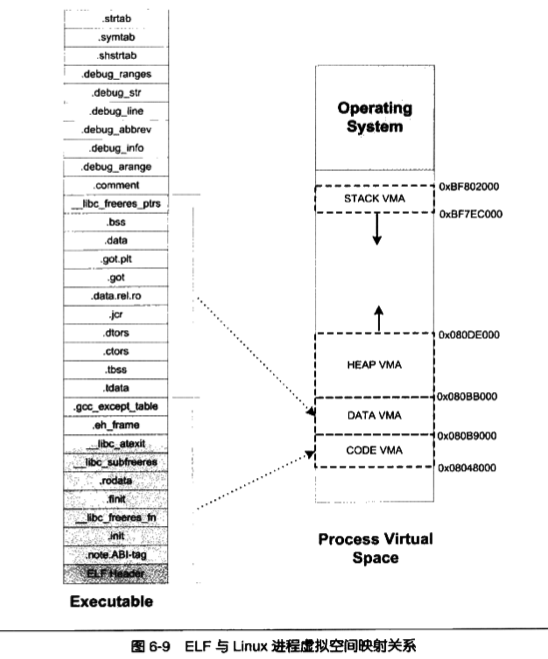 .strtab
.symtab
.shstrtab
.debug_ranges
.debug_str
.debug_line
.debug_abbrev
.debug_info
.debug_arange
.comment
__libc_freeres_ptrs
.bss
.data
.got.plt
.got
.data.rel.ro
.jcr
.dtors
.ctors
.tbss
.tdata
.gcc_except_table
.eh_frame
__libc_atexit
__libc_subfreeres
.rodata
.finit
__libc_freeres_fn
.init
.note.ABI-tag
ELF Header
Executable
Operating
System
0xBF802000
STACK VMA
0xBF7EC000
0x080DE000
HEAP VMA
0x080BB000
DATA VMA
0x080B9000
CODE VMA
0x08048000
Process Virtual
Space
图 6-9 ELF 与 Linux 进程虚拟空间映射关系